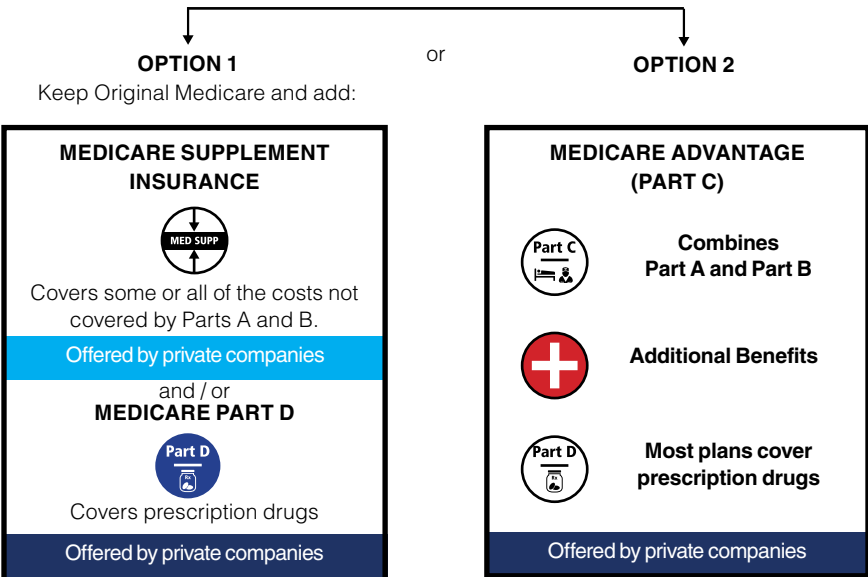 OPTION 1
Keep Original Medicare and add:
or
OPTION 2
MEDICARE SUPPLEMENT
INSURANCE
MED SUPP
Covers some or all of the costs not
covered by Parts A and B.
Offered by private companies
and / or
MEDICARE PART D
Part D
Rx
Covers prescription drugs
Offered by private companies
MEDICARE ADVANTAGE
(PART C)
Part C
Combines
Part A and Part B
Additional Benefits
Part D
Rx
Most plans cover
prescription drugs
Offered by private companies